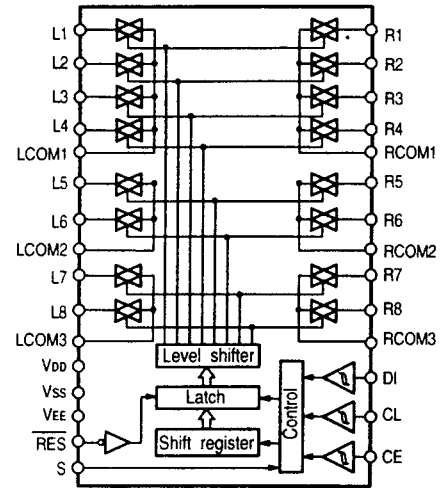 L1
R1
L2
R2
L3
R3
L4
R4
LCOM1
RCOM1
L5
R5
L6
R6
LCOM2
RCOM2
L7
R7
L8
R8
LCOM3
RCOM3
Level shifter
VDD
DI
VSS
Latch
Control
CL
VEE
RES
Shift register
CE
S